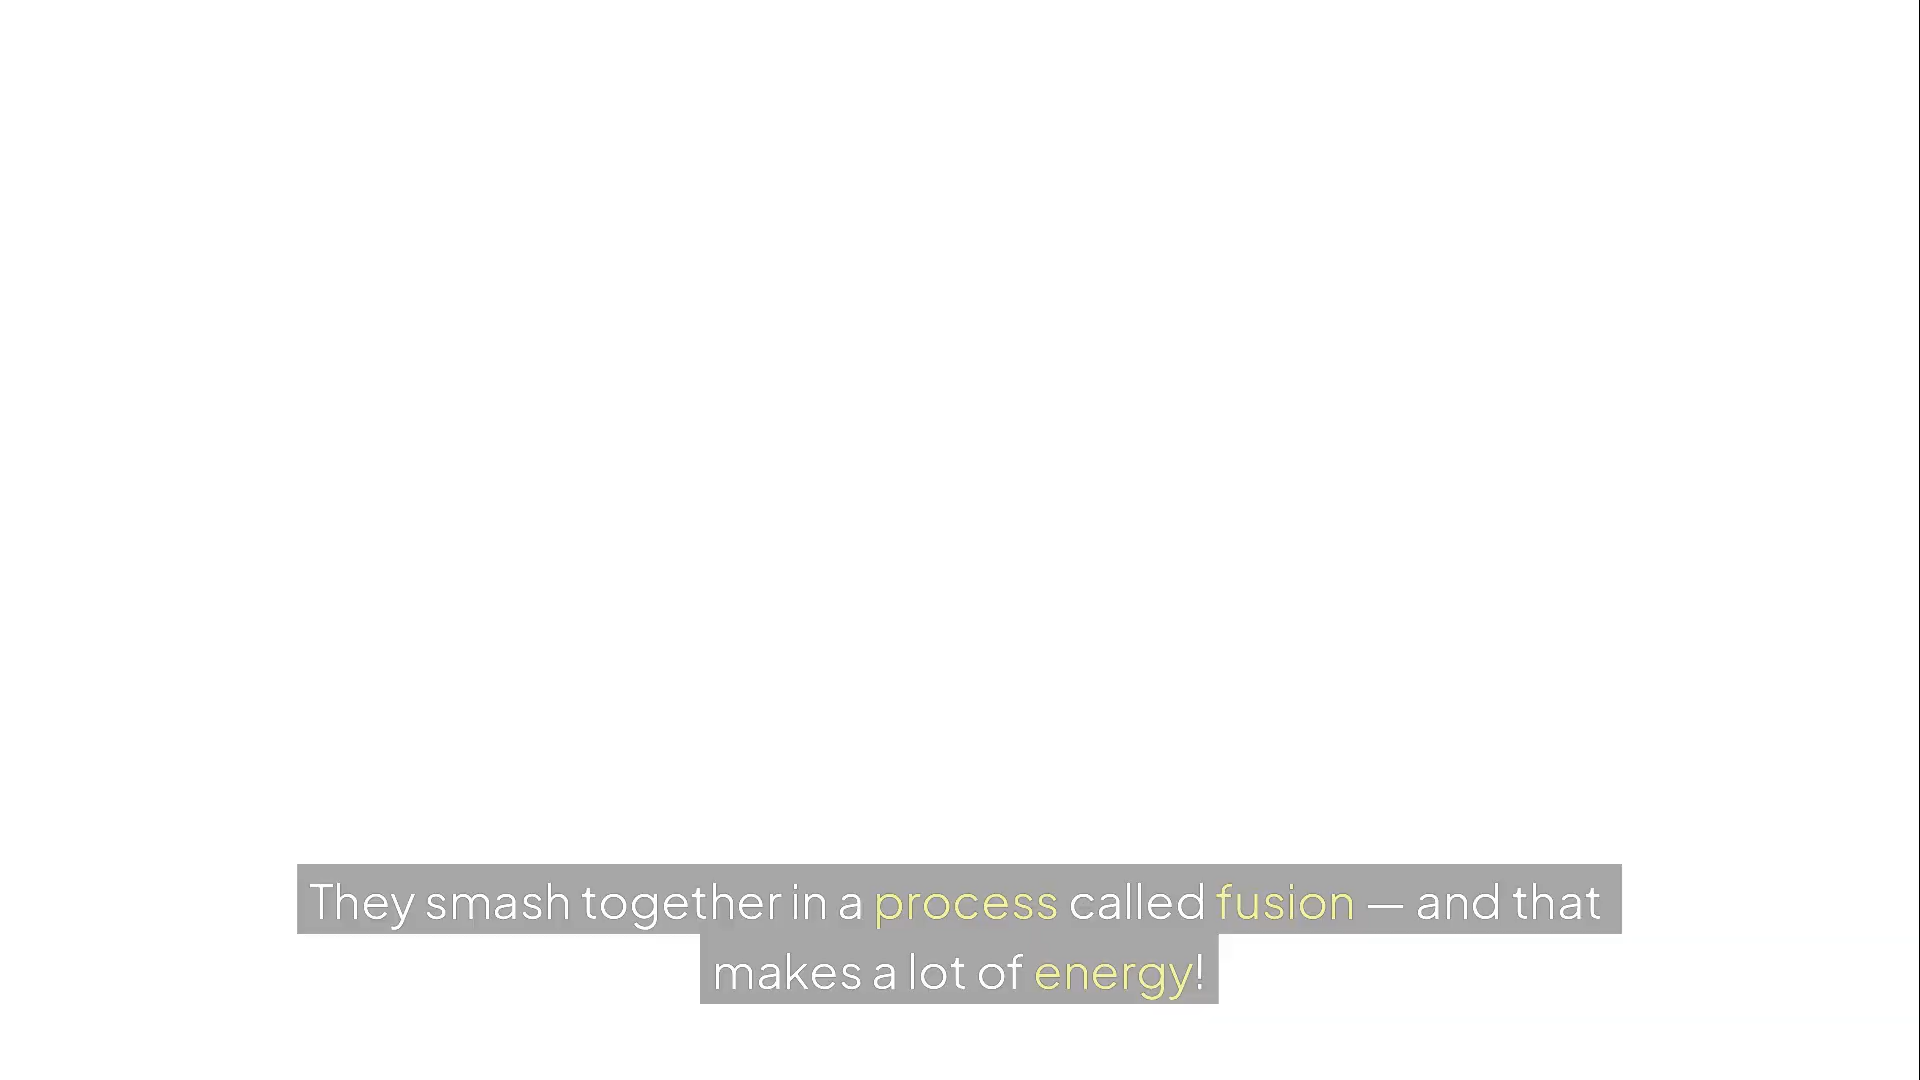 They smash together in a process called fusion — and that
makes a lot of energy!